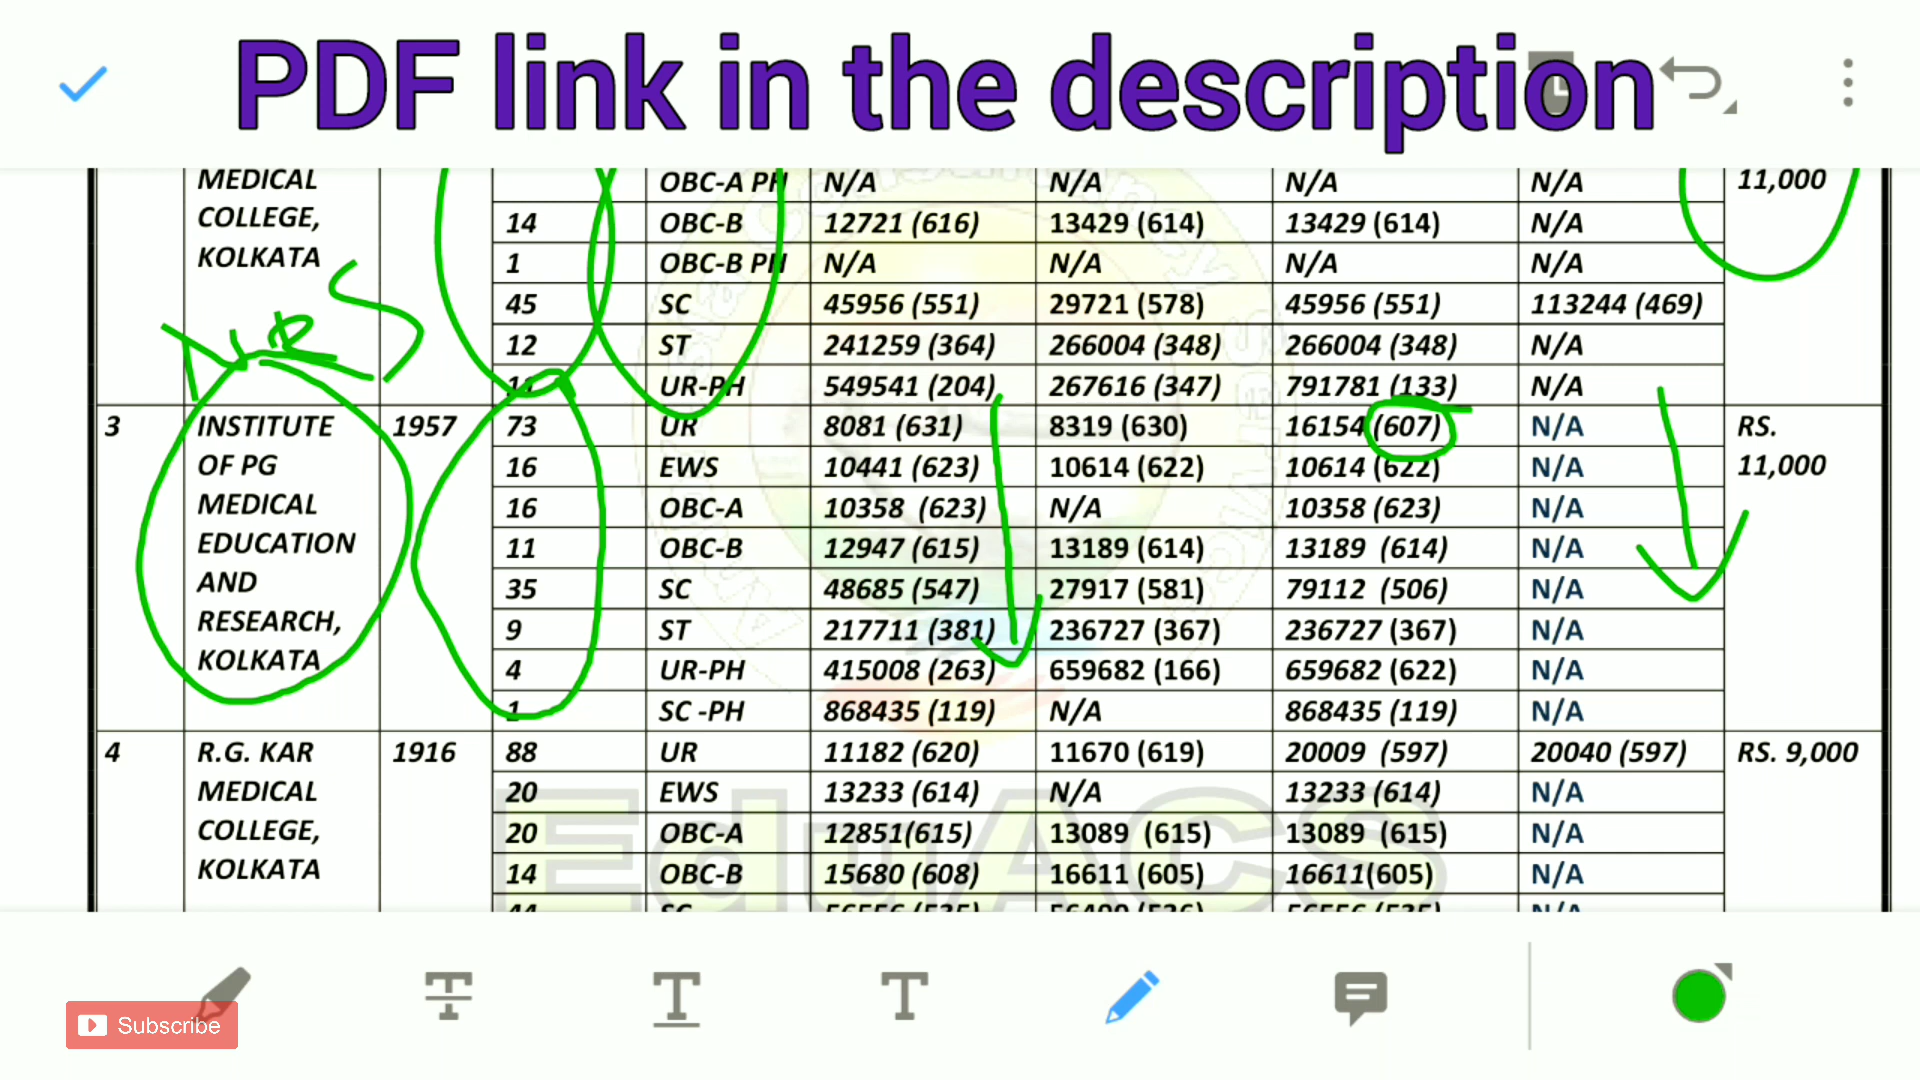 PDF link in the description
MEDICAL OBC-A PH N/A N/A N/A N/A 11,000
COLLEGE, 14 OBC-B 12721 (616) 13429 (614) 13429 (614) N/A
KOLKATA 1 OBC-B PH N/A N/A N/A N/A
45 SC 45956 (551) 29721 (578) 45956 (551) 113244 (469)
12 ST 241259 (364) 266004 (348) 266004 (348) N/A
UR-PH 549541 (204) 267616 (347) 791781 (133) N/A
3 INSTITUTE 1957 73 UR 8081 (631) 8319 (630) 16154 (607) N/A RS.
OF PG 16 EWS 10441 (623) 10614 (622) 10614 (622) N/A 11,000
MEDICAL 16 OBC-A 10358 (623) N/A 10358 (623) N/A
EDUCATION 11 OBC-B 12947 (615) 13189 (614) 13189 (614) N/A
AND 35 SC 48685 (547) 27917 (581) 79112 (506) N/A
RESEARCH, 9 ST 217711 (381) 236727 (367) 236727 (367) N/A
KOLKATA 4 UR-PH 415008 (263) 659682 (166) 659682 (622) N/A
1 SC -PH 868435 (119) N/A 868435 (119) N/A
4 R.G. KAR 1916 88 UR 11182 (620) 11670 (619) 20009 (597) 20040 (597) RS. 9,000
MEDICAL 20 EWS 13233 (614) N/A 13233 (614) N/A
COLLEGE, 20 OBC-A 12851(615) 13089 (615) 13089 (615) N/A
KOLKATA 14 OBC-B 15680 (608) 16611 (605) 16611(605) N/A
EduACS
Subscribe